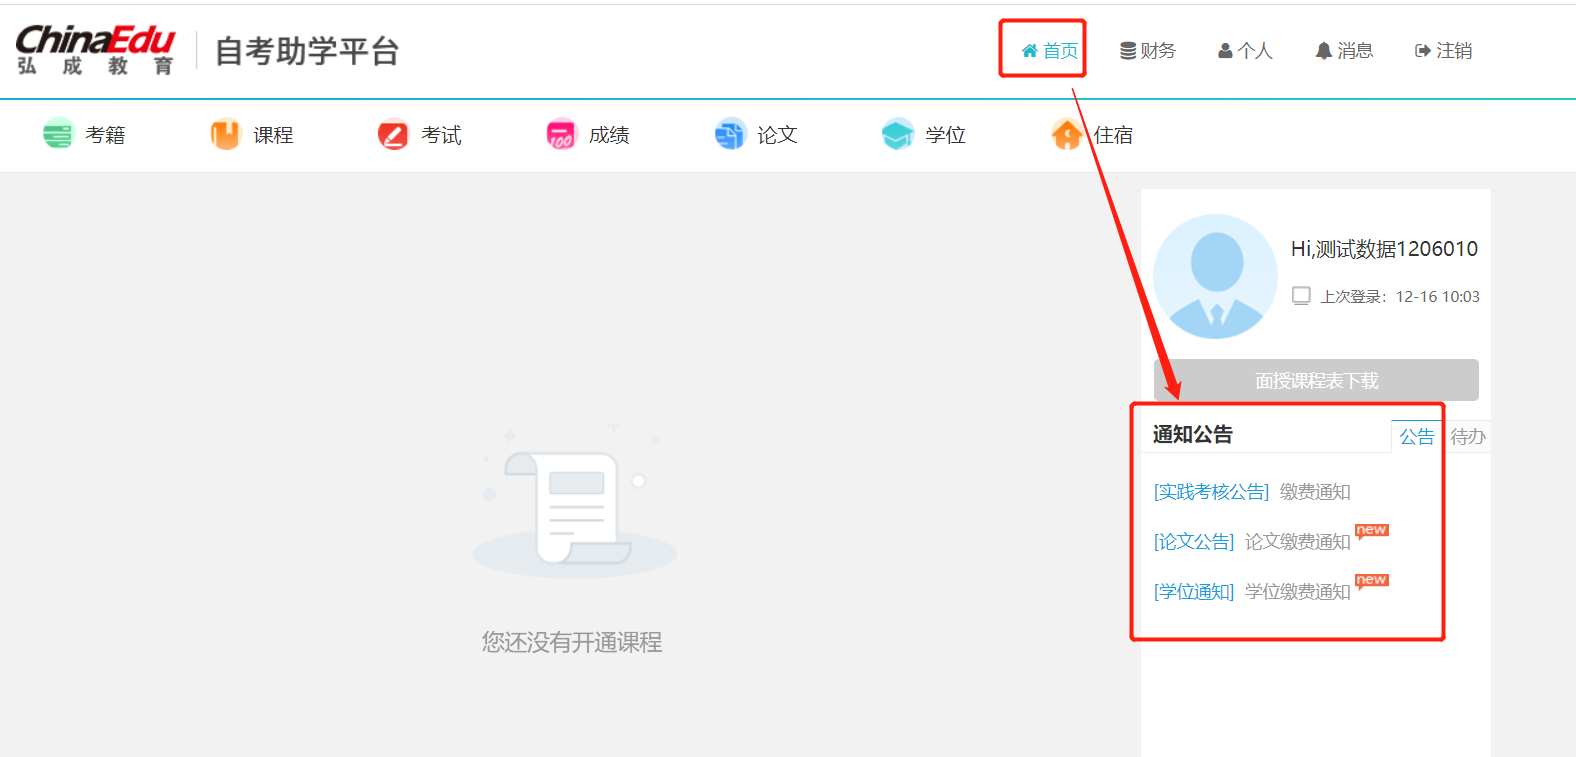 ChinaEdu
弘成教育
自考助学平台
首页
财务
个人
消息
注销
考籍
课程
100
考试
成绩
论文
学位
住宿
Hi,测试数据1206010
上次登录：12-16 10:03
面授课程表下载
通知公告
公告
待办
[实践考核公告] 缴费通知
[论文公告] 论文缴费通知 new
[学位通知] 学位缴费通知 new
您还没有开通课程